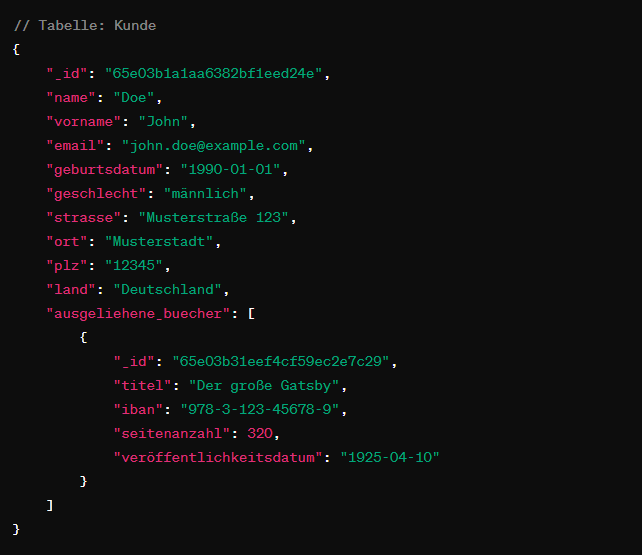 // Tabelle: Kunde
{
    "_id": "65e03b1a1aa6382bf1eed24e",
    "name": "Doe",
    "vorname": "John",
    "email": "john.doe@example.com",
    "geburtsdatum": "1990-01-01",
    "geschlecht": "männlich",
    "strasse": "Musterstraße 123",
    "ort": "Musterstadt",
    "plz": "12345",
    "land": "Deutschland",
    "ausgeliehene_buecher": [
        {
            "_id": "65e03b31eef4cf59ec2e7c29",
            "titel": "Der große Gatsby",
            "iban": "978-3-123-45678-9",
            "seitenanzahl": 320,
            "veröffentlichkeitsdatum": "1925-04-10"
        }
    ]
}